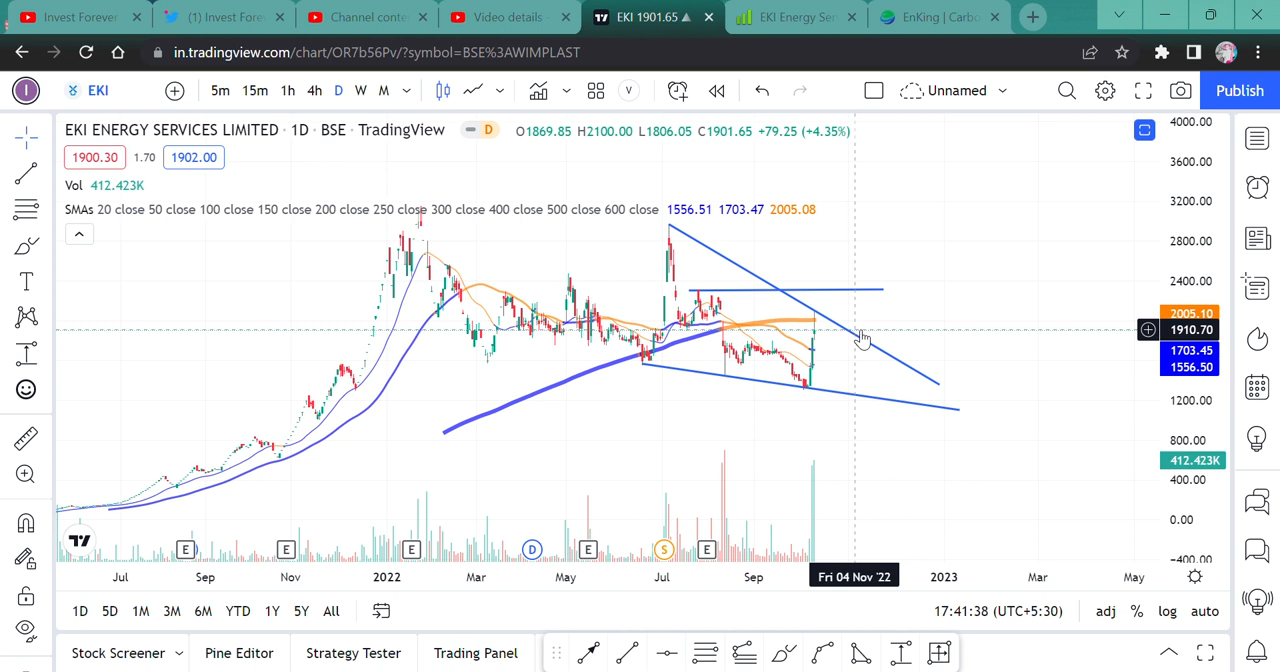 Invest Forever
(1) Invest Fore
Channel conte
Video details -
EKI 1901.65 ▲
EKI Energy Ser
EnKing | Carbo
in.tradingview.com/chart/OR7b56Pv/?symbol=BSE%3AWIMPLAST
I
EKI
5m 15m 1h 4h D W M
V
Unnamed
Publish
EKI ENERGY SERVICES LIMITED · 1D · BSE · TradingView
D
O1869.85 H2100.00 L1806.05 C1901.65 +79.25 (+4.35%)
1900.30 1.70 1902.00
Vol 412.423K
SMAs 20 close 50 close 100 close 150 close 200 close 250 close 300 close 400 close 500 close 600 close 1556.51 1703.47 2005.08
4000.00
3600.00
3200.00
2800.00
2400.00
2005.10
1910.70
1703.45
1556.50
1200.00
800.00
412.423K
400.00
0.00
−400.00
E E E D E S E
Jul Sep Nov 2022 Mar May Jul Sep Fri 04 Nov '22 2023 Mar May
1D 5D 1M 3M 6M YTD 1Y 5Y All
17:41:38 (UTC+5:30) adj % log auto
Stock Screener Pine Editor Strategy Tester Trading Panel